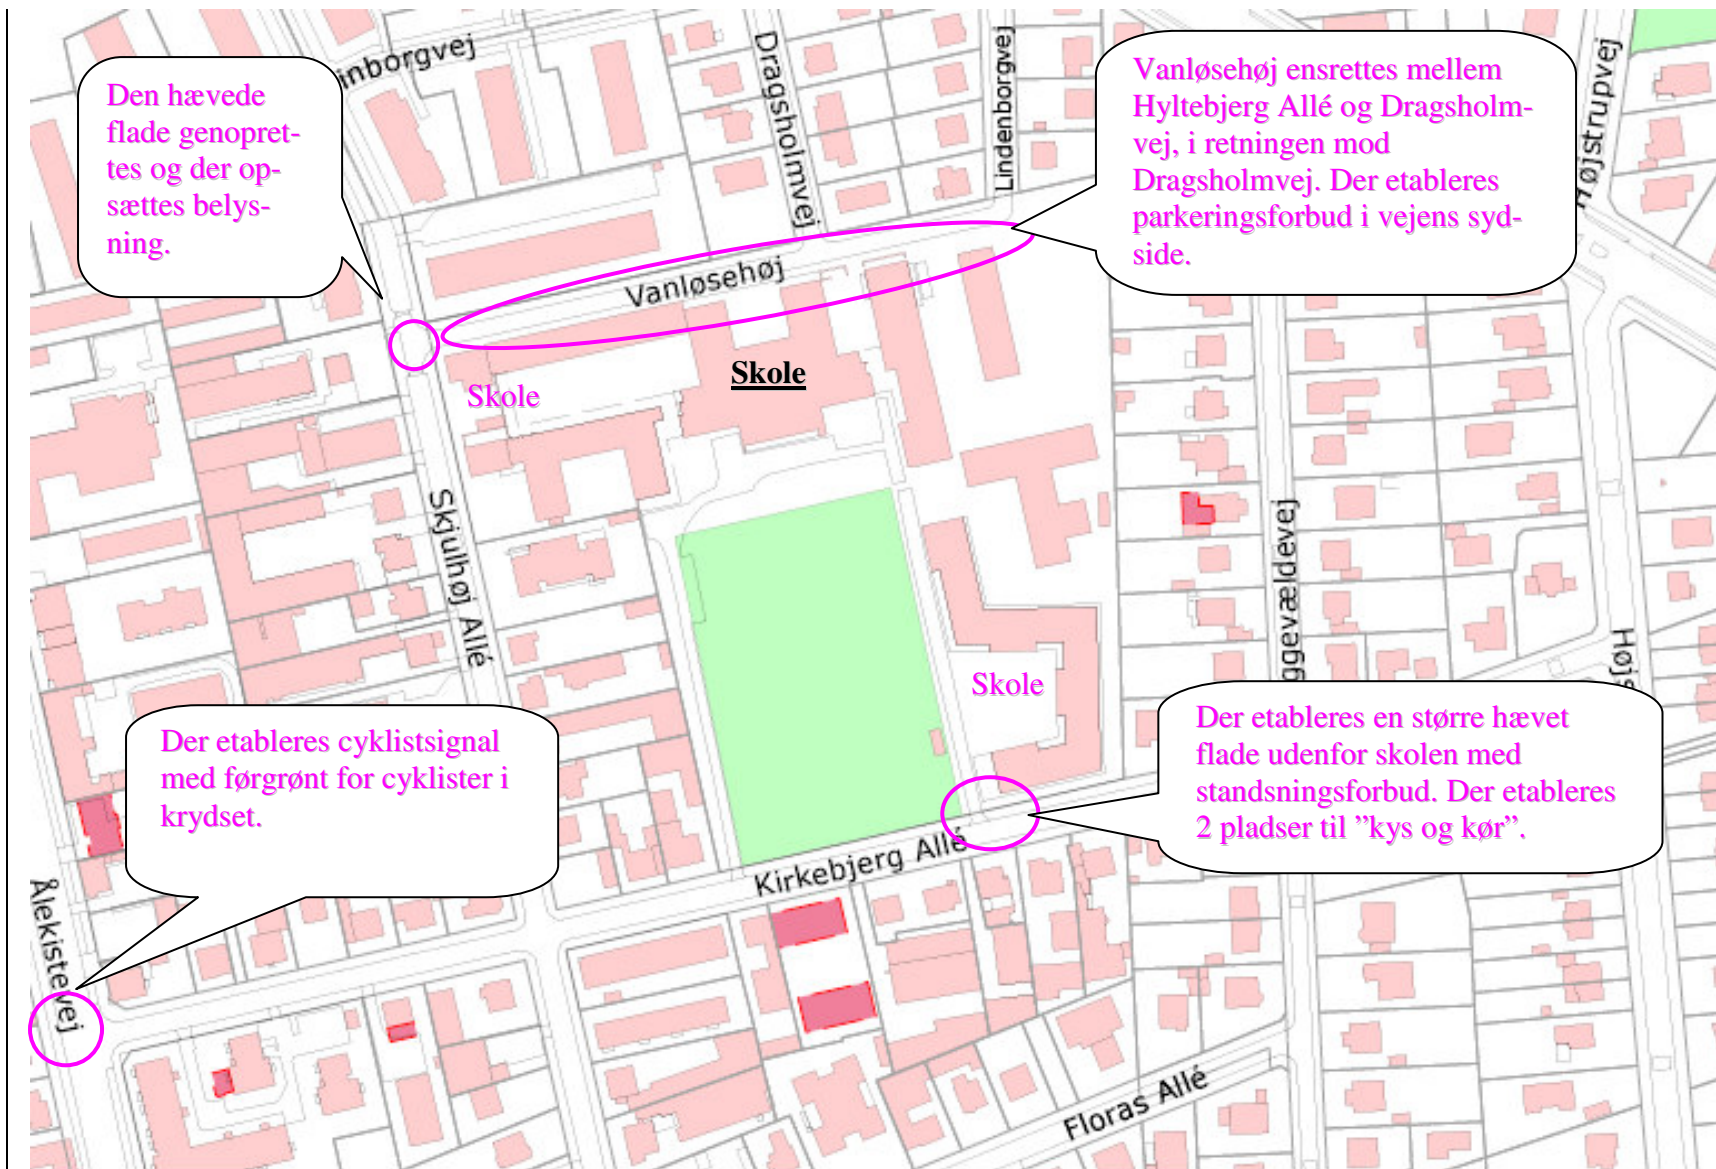 inborgvej
Dragsholmvej
Lindenborgvej
Højstrupvej
Den hævede
flade genopret-
tes og der op-
sættes belys-
ning.
Vanløsehøj ensrettes mellem
Hyltebjerg Allé og Dragsholm-
vej, i retningen mod
Dragsholmvej. Der etableres
parkeringsforbud i vejens syd-
side.
Vanløsehøj
Skole
Skole
Skjulhøj Allé
ggevældevej
Højs
Skole
Der etableres cyklistsignal
med førgrønt for cyklister i
krydset.
Der etableres en større hævet
flade udenfor skolen med
standsningsforbud. Der etableres
2 pladser til ”kys og kør”.
Kirkebjerg Allé
Ålekistevej
Floras Allé